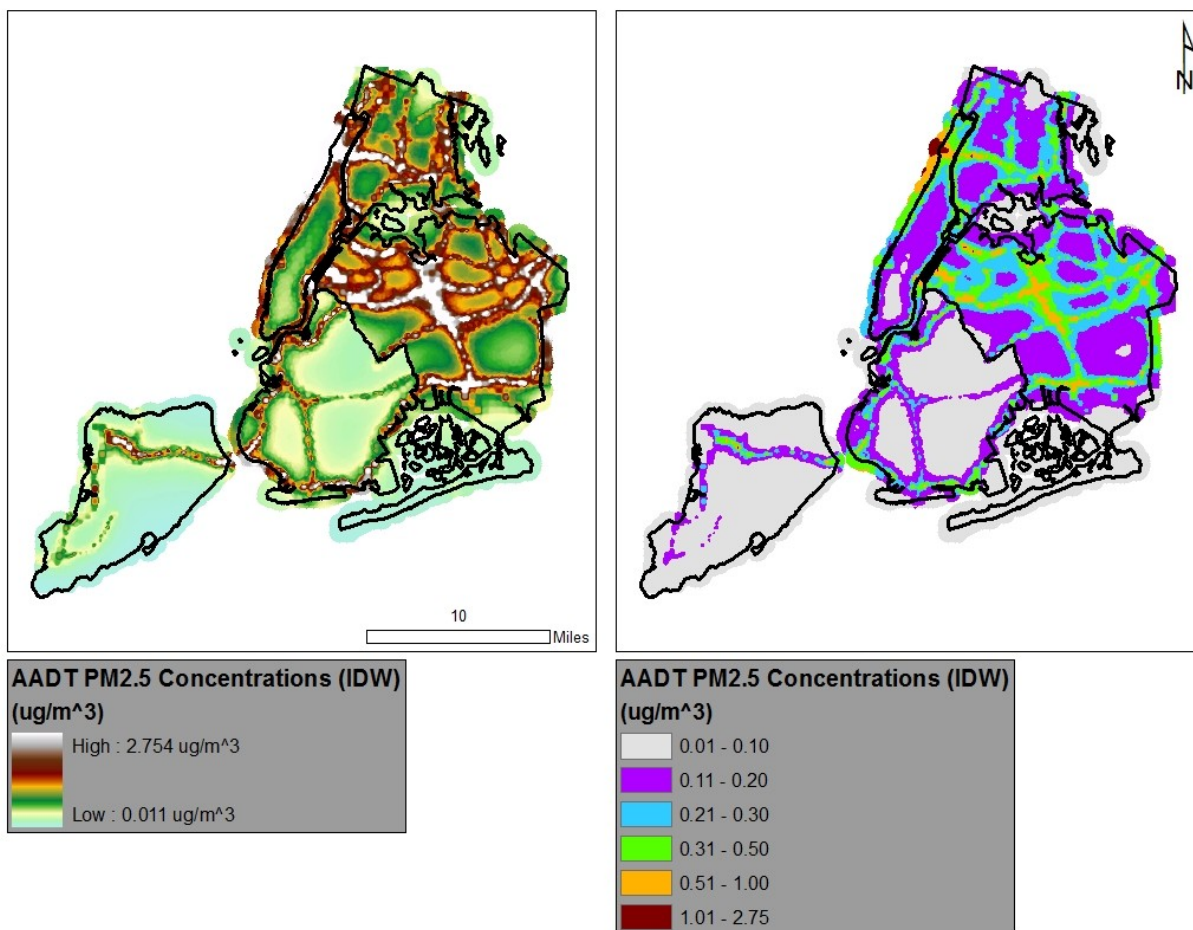 N
10
Miles
AADT PM2.5 Concentrations (IDW)
(ug/m^3)
High : 2.754 ug/m^3
Low : 0.011 ug/m^3
AADT PM2.5 Concentrations (IDW)
(ug/m^3)
0.01 - 0.10
0.11 - 0.20
0.21 - 0.30
0.31 - 0.50
0.51 - 1.00
1.01 - 2.75